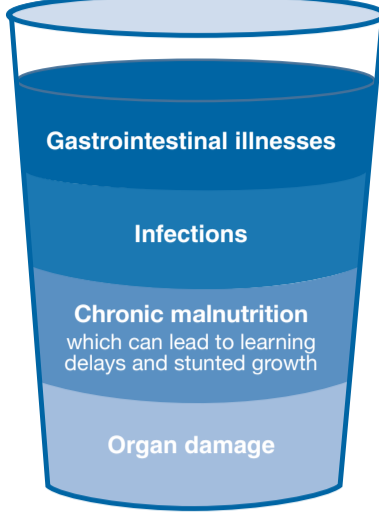 Gastrointestinal illnesses
Infections
Chronic malnutrition
which can lead to learning
delays and stunted growth
Organ damage